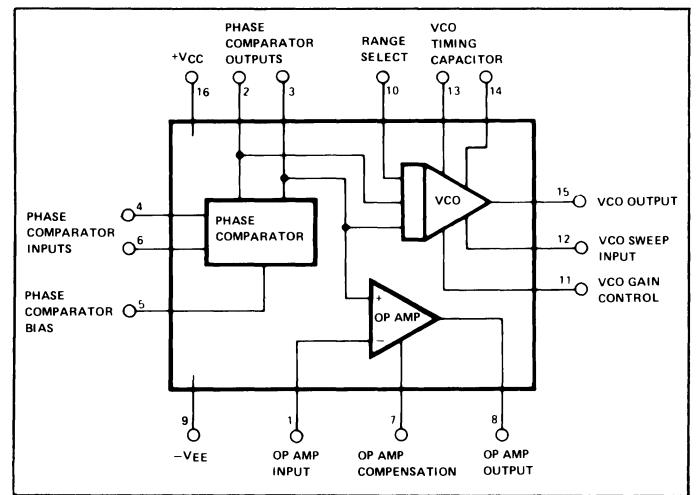 PHASE
COMPARATOR
OUTPUTS
RANGE
SELECT
VCO
TIMING
CAPACITOR
+VCC
16
2
3
10
13
14
4
PHASE
COMPARATOR
INPUTS
6
PHASE
COMPARATOR
VCO
15
VCO OUTPUT
12
VCO SWEEP
INPUT
11
VCO GAIN
CONTROL
PHASE
COMPARATOR
BIAS
5
+
OP AMP
−
9
−VEE
1
OP AMP
INPUT
7
OP AMP
COMPENSATION
8
OP AMP
OUTPUT